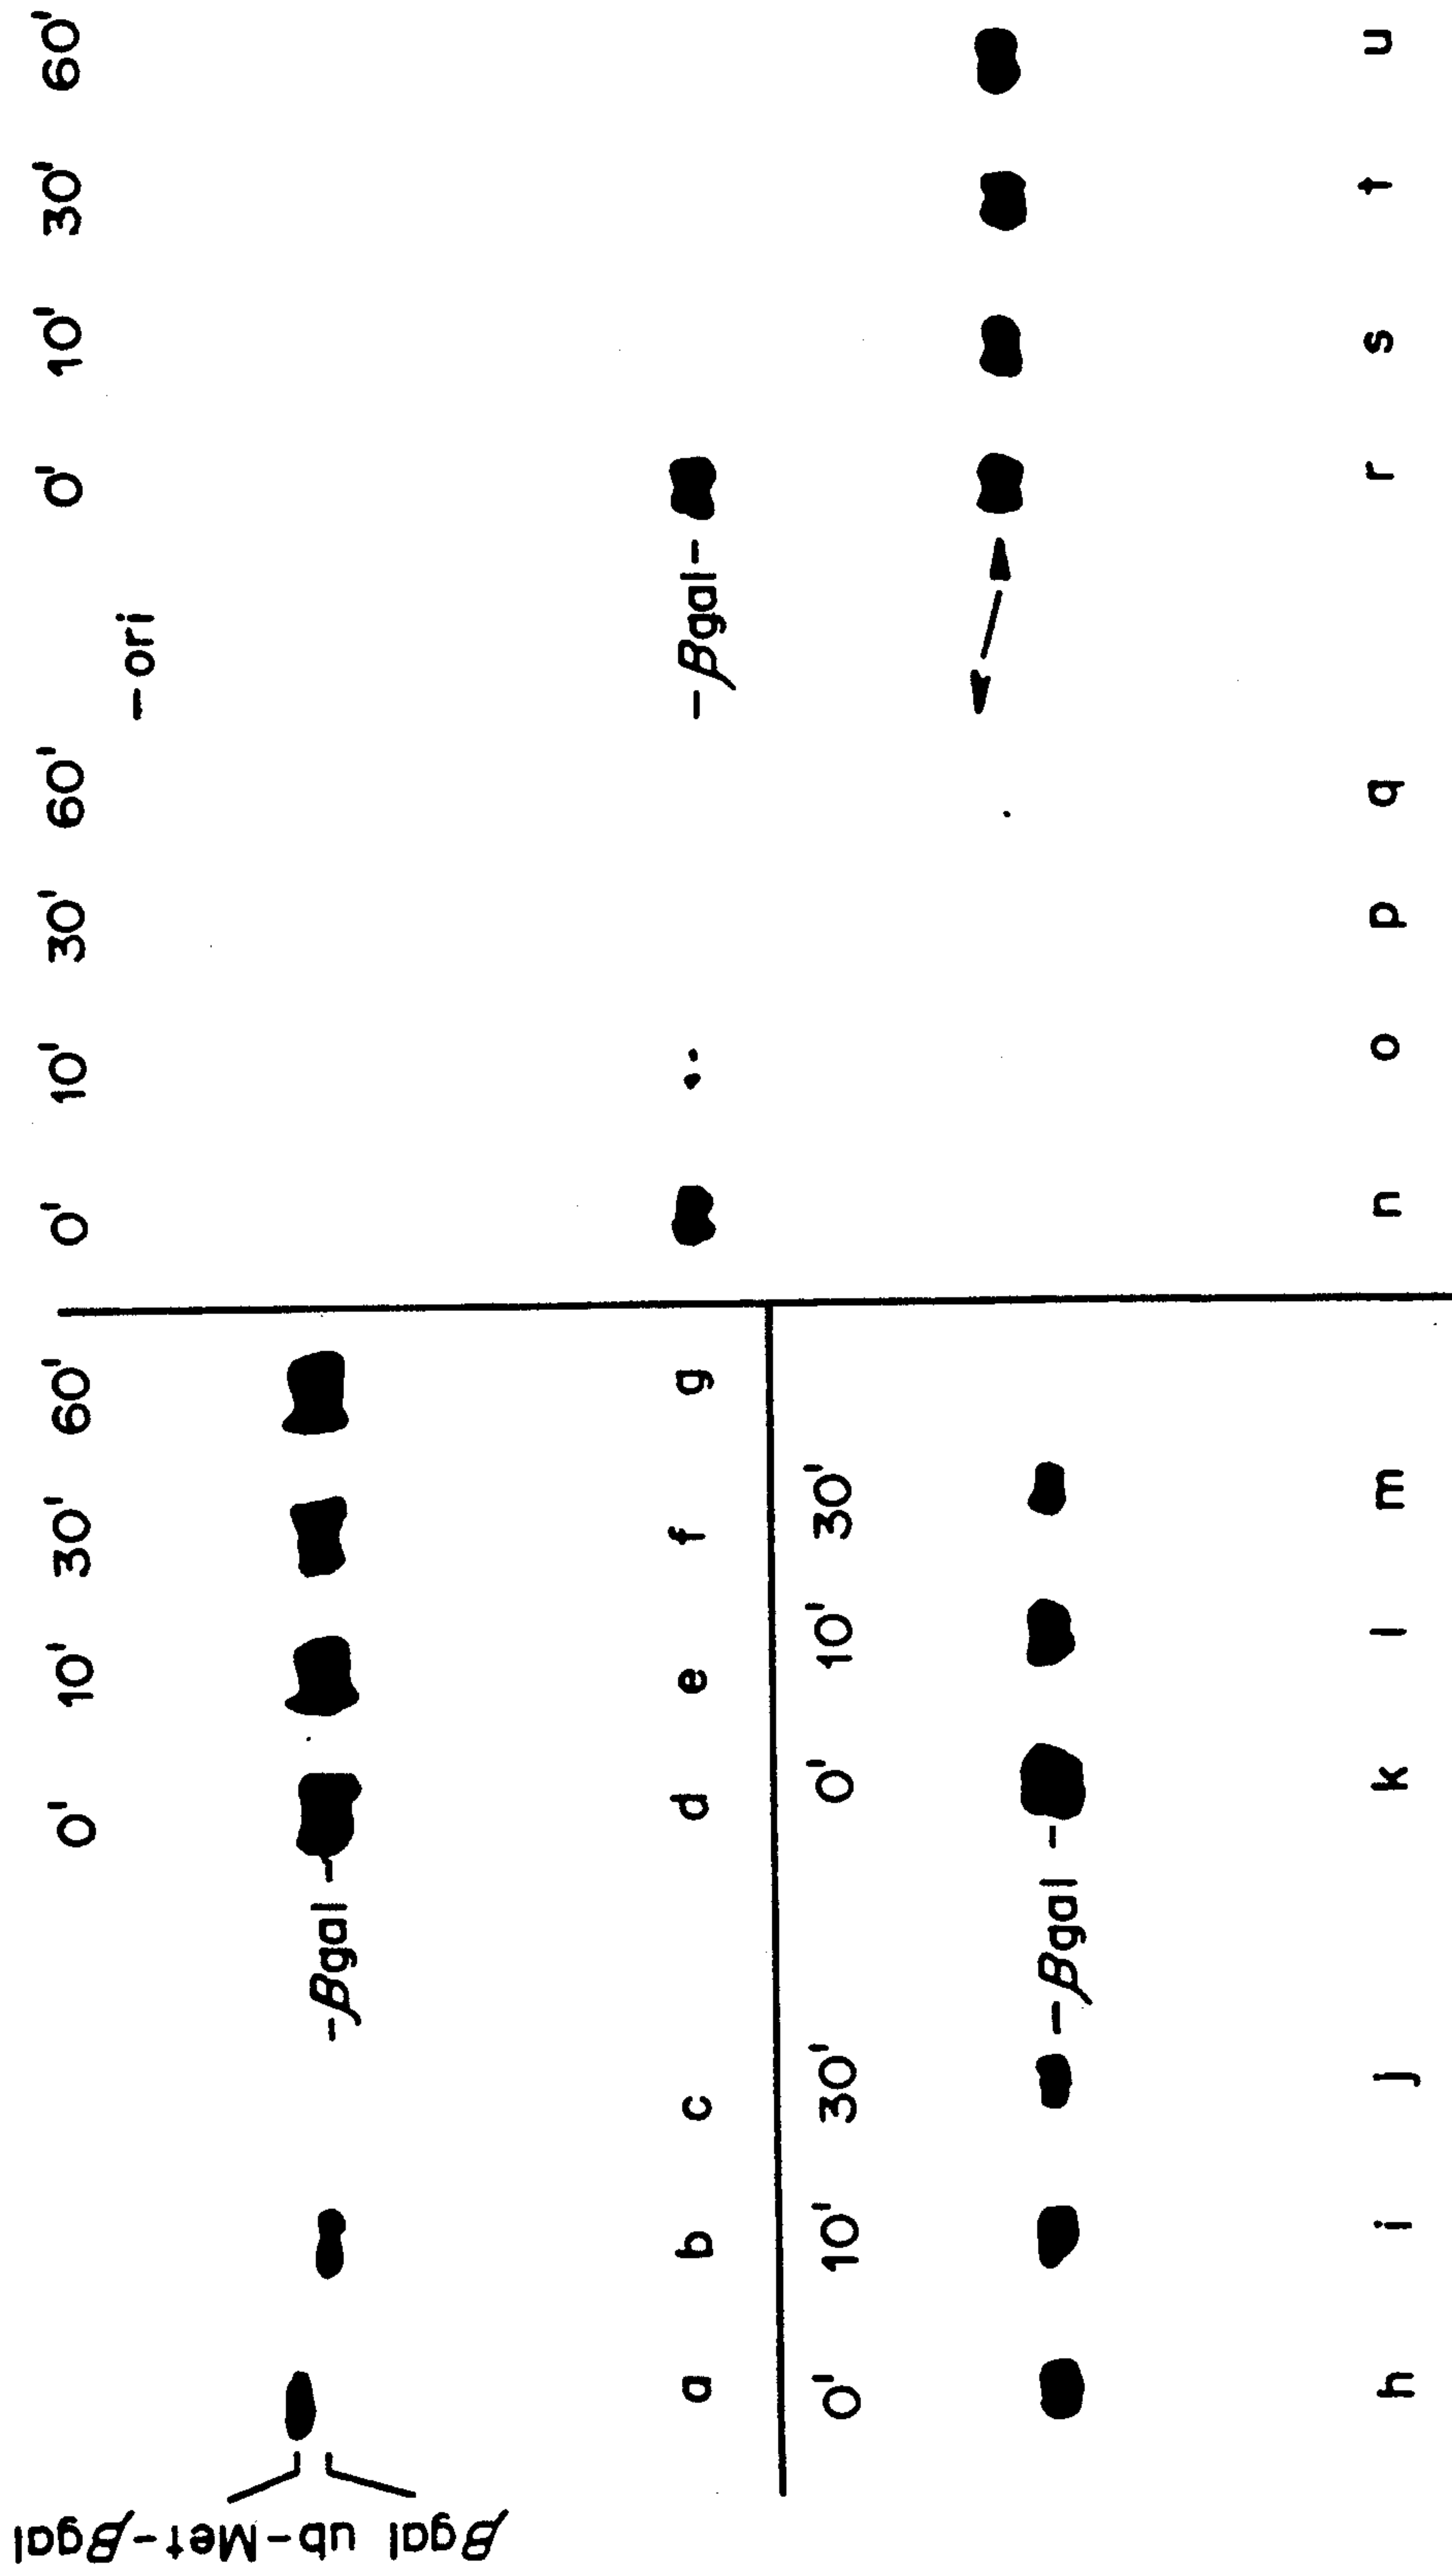 0' 10' 30' 60' 0' 10' 30' 60' 0' 10' 30' 60'
-ori
βgal ub-Met-βgal
-βgal-
-βgal-
a b c d e f g
0' 10' 30' 0' 10' 30'
-βgal-
h i j k l m n o p q r s t u